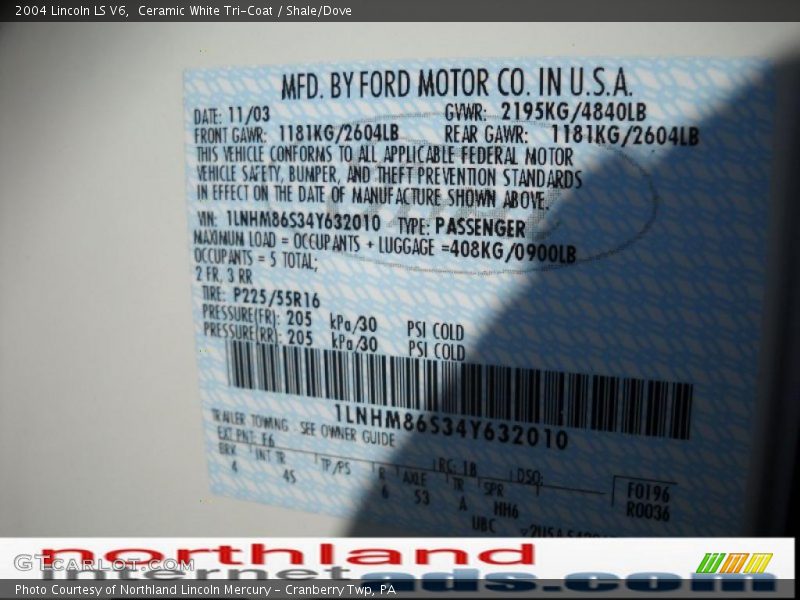 2004 Lincoln LS V6,  Ceramic White Tri-Coat / Shale/Dove
MFD. BY FORD MOTOR CO. IN U.S.A.
DATE: 11/03 GVWR: 2195KG/4840LB
FRONT GAWR: 1181KG/2604LB REAR GAWR: 1181KG/2604LB
THIS VEHICLE CONFORMS TO ALL APPLICABLE FEDERAL MOTOR
VEHICLE SAFETY, BUMPER, AND THEFT PREVENTION STANDARDS
IN EFFECT ON THE DATE OF MANUFACTURE SHOWN ABOVE.
VIN: 1LNHM86S34Y632010 TYPE: PASSENGER
MAXIMUM LOAD = OCCUPANTS + LUGGAGE =408KG/0900LB
OCCUPANTS = 5 TOTAL;
2 FR, 3 RR
TIRE: P225/55R16
PRESSURE(FR): 205 kPa/30 PSI COLD
PRESSURE(RR): 205 kPa/30 PSI COLD
1LNHM86S34Y632010
TRAILER TOWING - SEE OWNER GUIDE
EXT PNT: F6 RC: 18 DSO:
BRK INT TR TP/PS R AXLE TR SPR F0196
4 45 6 53 A HH6 R0036
UBC
northland
internetads.com
GTCARLOT.COM
Photo Courtesy of Northland Lincoln Mercury - Cranberry Twp, PA